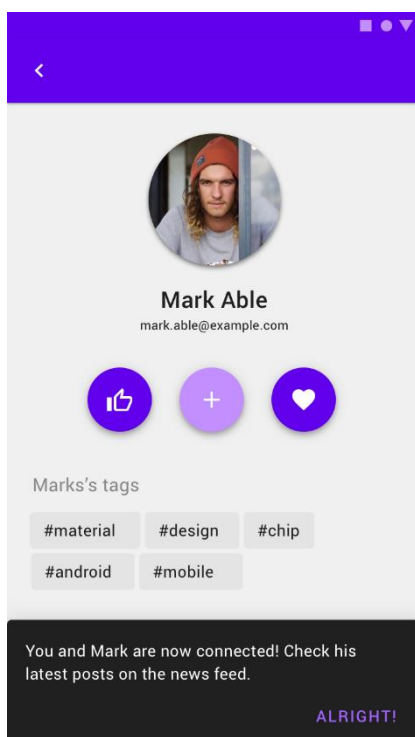 Mark Able
mark.able@example.com
Marks's tags
#material #design #chip
#android #mobile
You and Mark are now connected! Check his
latest posts on the news feed.
ALRIGHT!